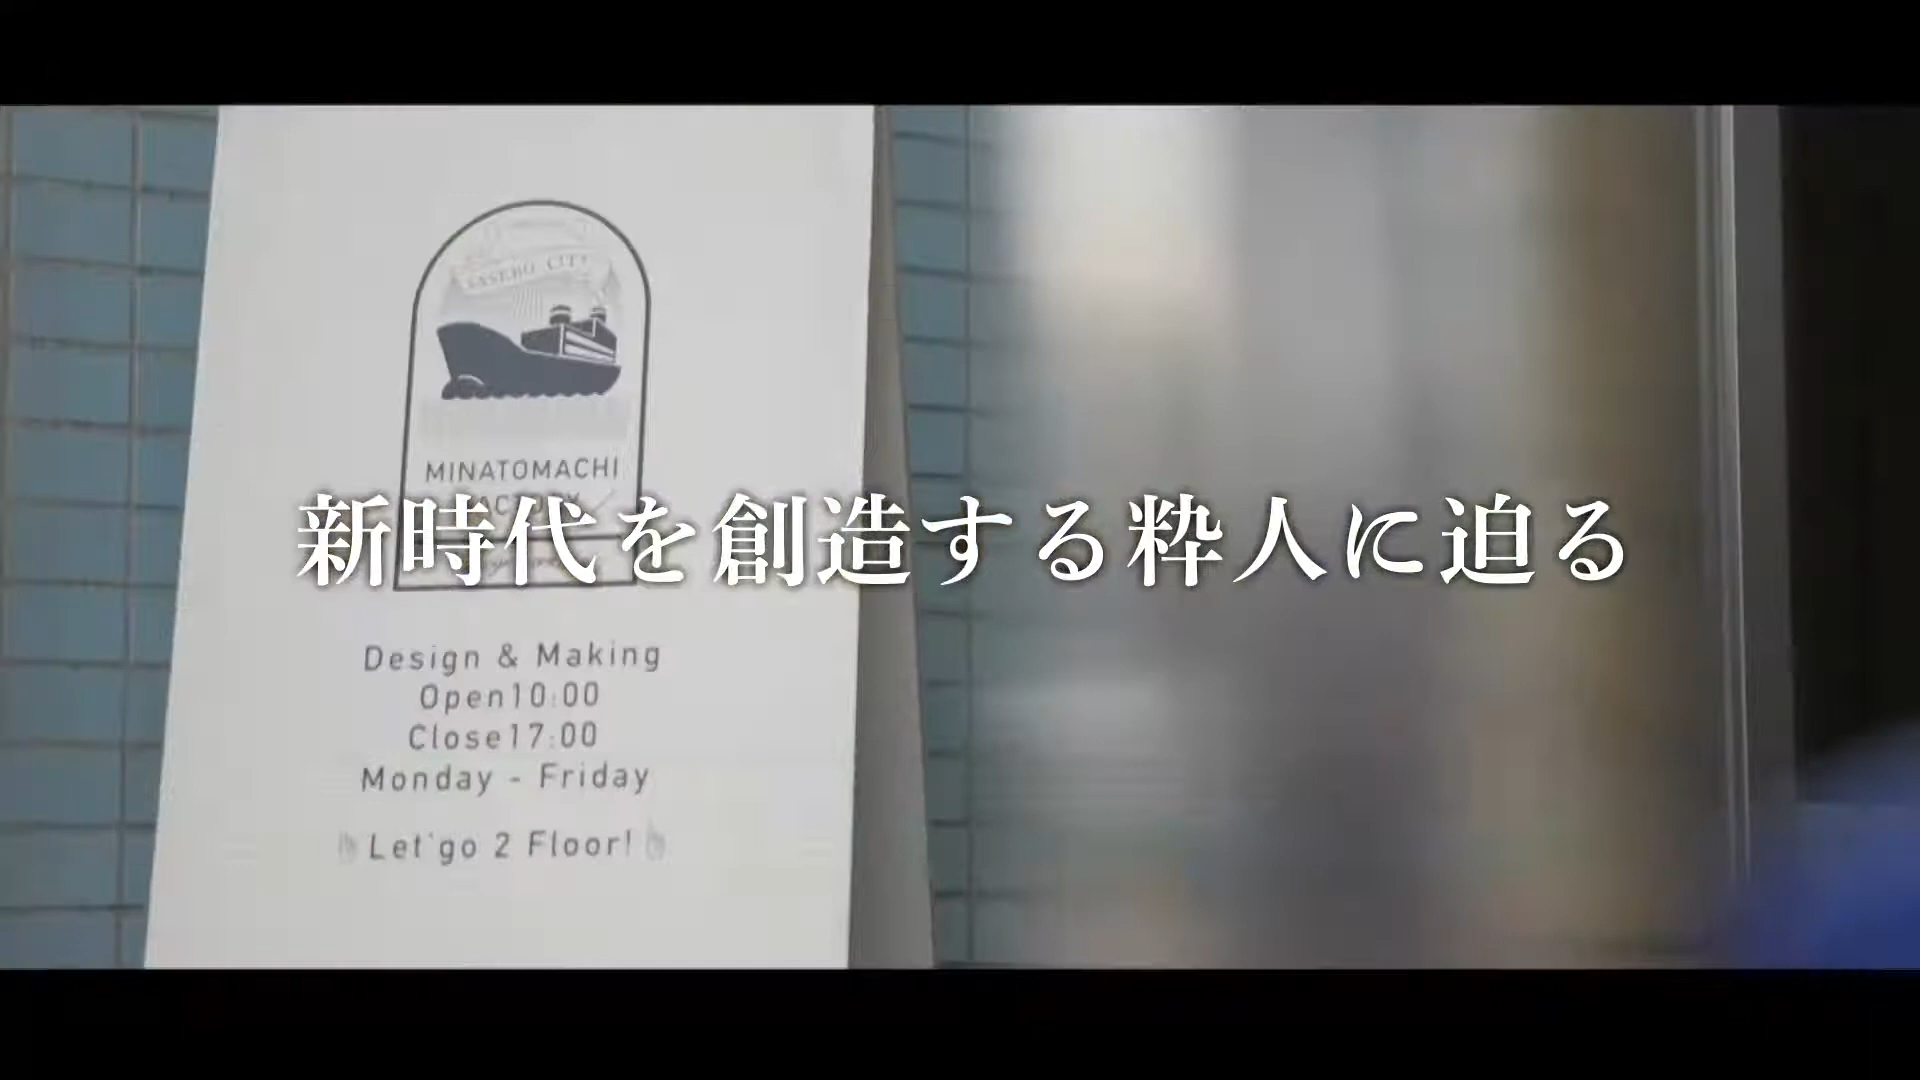 SASEBO CITY
MINATOMACHI
FACTORY
新時代を創造する粋人に迫る
Design & Making
Open10:00
Close17:00
Monday - Friday
Let'go 2 Floor!